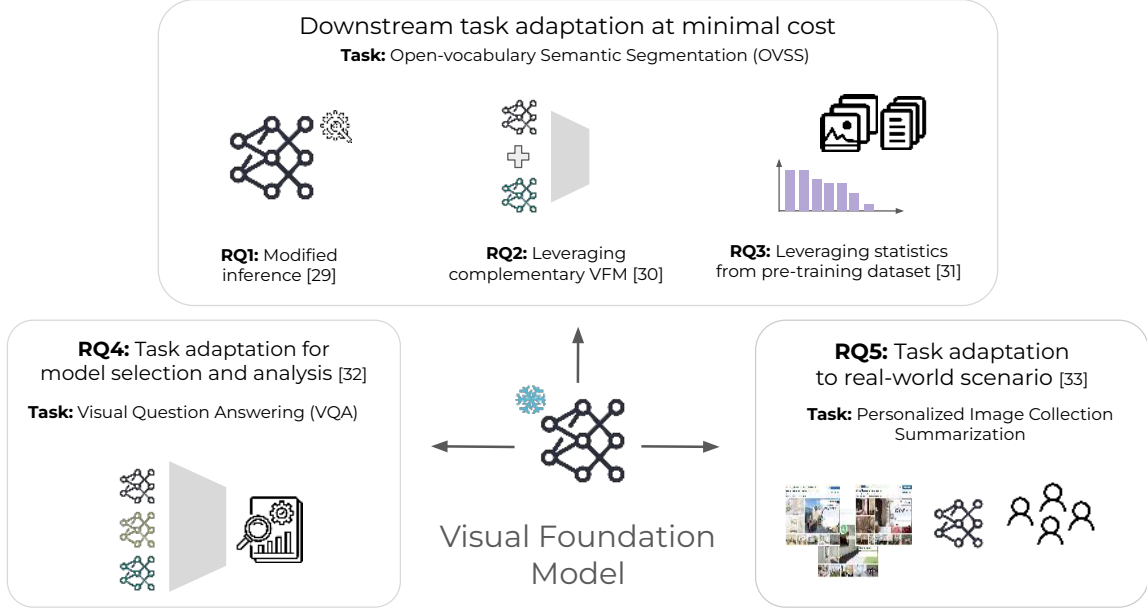 Downstream task adaptation at minimal cost
Task: Open-vocabulary Semantic Segmentation (OVSS)
RQ1: Modified
inference [29]
RQ2: Leveraging
complementary VFM [30]
RQ3: Leveraging statistics
from pre-training dataset [31]
RQ4: Task adaptation for
model selection and analysis [32]
Task: Visual Question Answering (VQA)
Visual Foundation
Model
RQ5: Task adaptation
to real-world scenario [33]
Task: Personalized Image Collection
Summarization